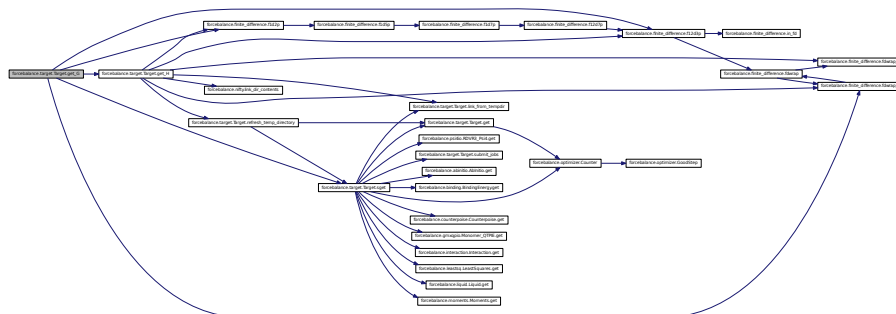 forcebalance.target.Target.get_G
forcebalance.target.Target.get_H
forcebalance.finite_difference.f1d2p
forcebalance.finite_difference.f1d5p
forcebalance.finite_difference.f1d7p
forcebalance.finite_difference.f12d7p
forcebalance.finite_difference.f12d3p
forcebalance.finite_difference.in_fd
forcebalance.nifty.link_dir_contents
forcebalance.target.Target.link_from_tempdir
forcebalance.target.Target.refresh_temp_directory
forcebalance.target.Target.get
forcebalance.psi4io.RDVR3_Psi4.get
forcebalance.target.Target.submit_jobs
forcebalance.abinitio.AbInitio.get
forcebalance.target.Target.sget
forcebalance.binding.BindingEnergy.get
forcebalance.counterpoise.Counterpoise.get
forcebalance.gmxqpio.Monomer_QTPIE.get
forcebalance.interaction.Interaction.get
forcebalance.leastsq.LeastSquares.get
forcebalance.liquid.Liquid.get
forcebalance.moments.Moments.get
forcebalance.optimizer.Counter
forcebalance.optimizer.GoodStep